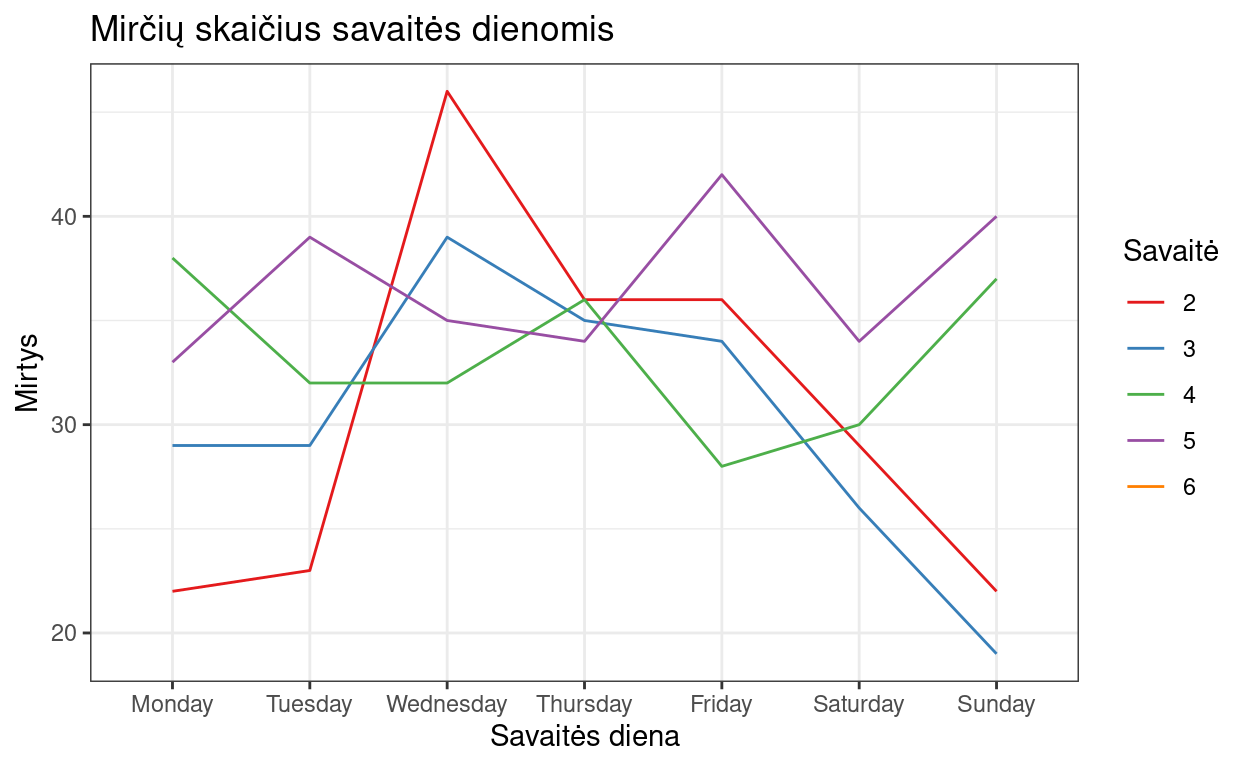 Mirčių skaičius savaitės dienomis
Mirtys
40
30
20
Monday Tuesday Wednesday Thursday Friday Saturday Sunday
Savaitės diena
Savaitė
2
3
4
5
6